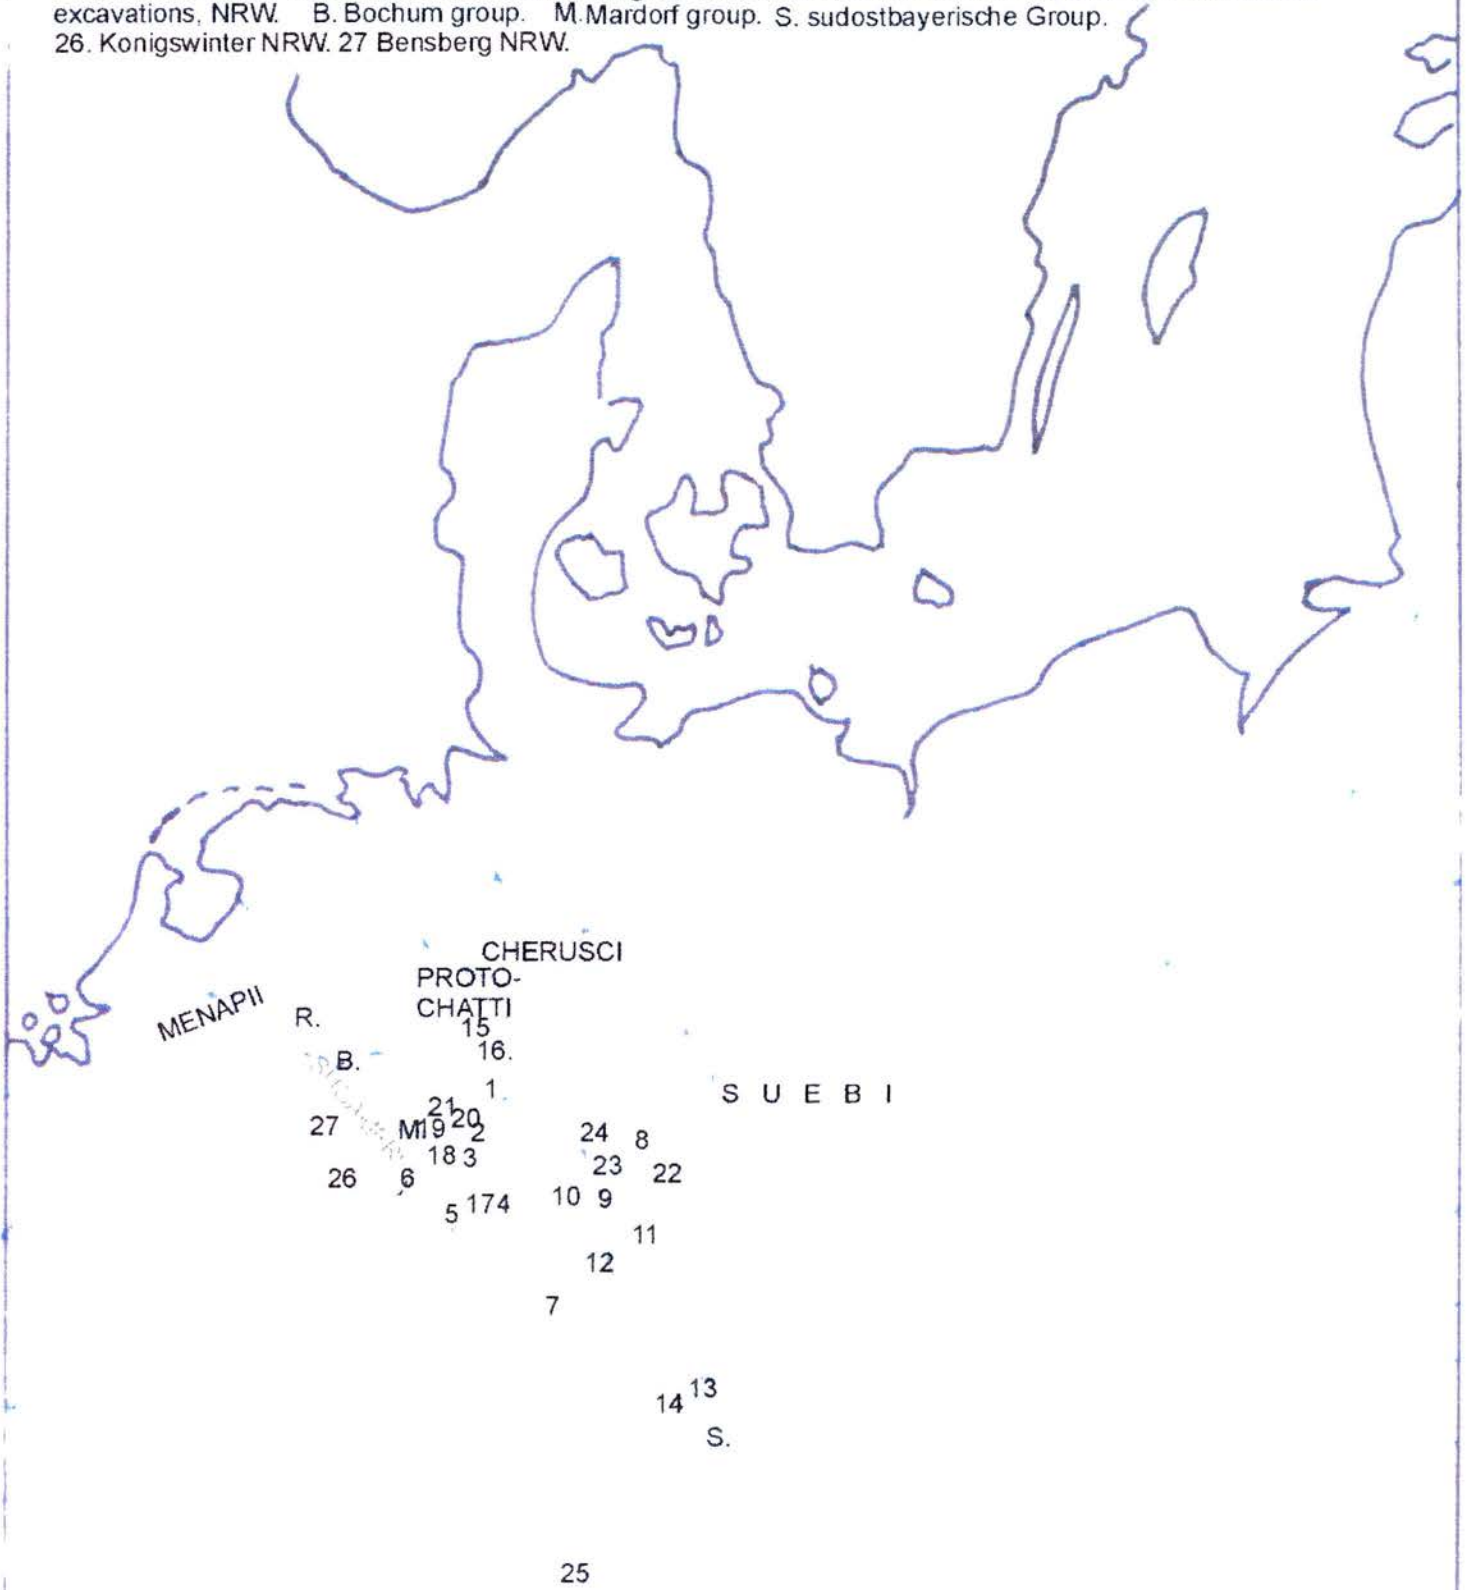 excavations, NRW. B. Bochum group. M.Mardorf group. S. sudostbayerische Group.
26. Konigswinter NRW. 27 Bensberg NRW.
CHERUSCI
PROTO-
CHATTI
MENAPII
R.
15
16.
B.
1.
S U E B I
21
20
27
M19
2
24
8
18 3
23
22
26
6
10 9
5
174
11
12
7
13
14
S.
25